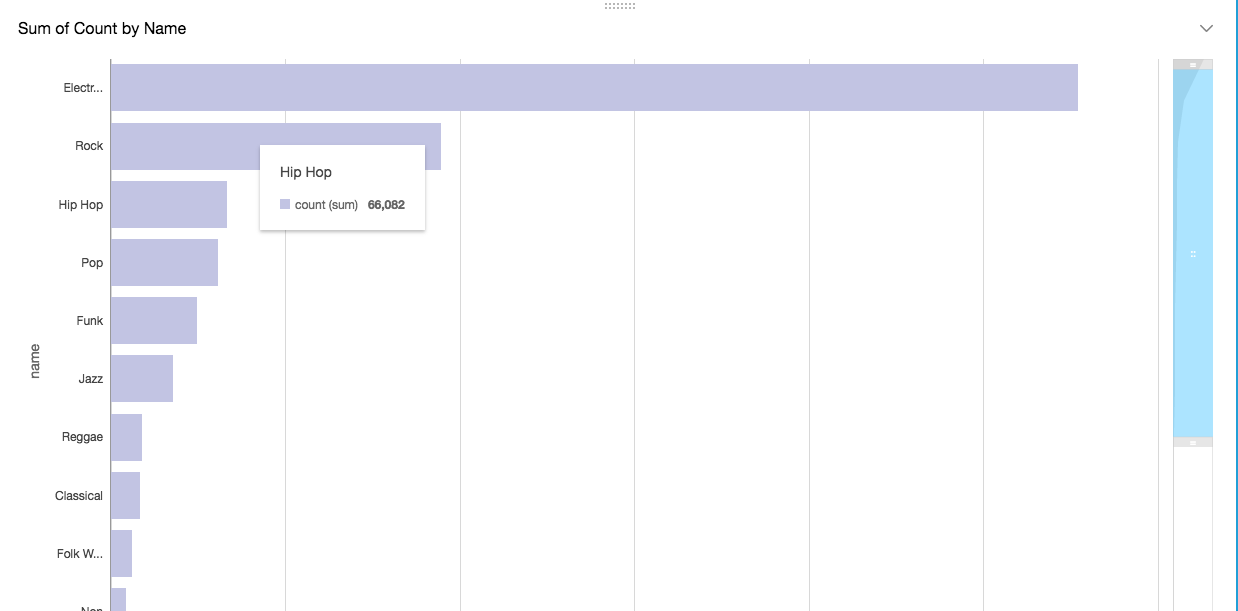 Sum of Count by Name
Electr...
Rock
Hip Hop
Hip Hop
count (sum) 66,082
Pop
Funk
name
Jazz
Reggae
Classical
Folk W...